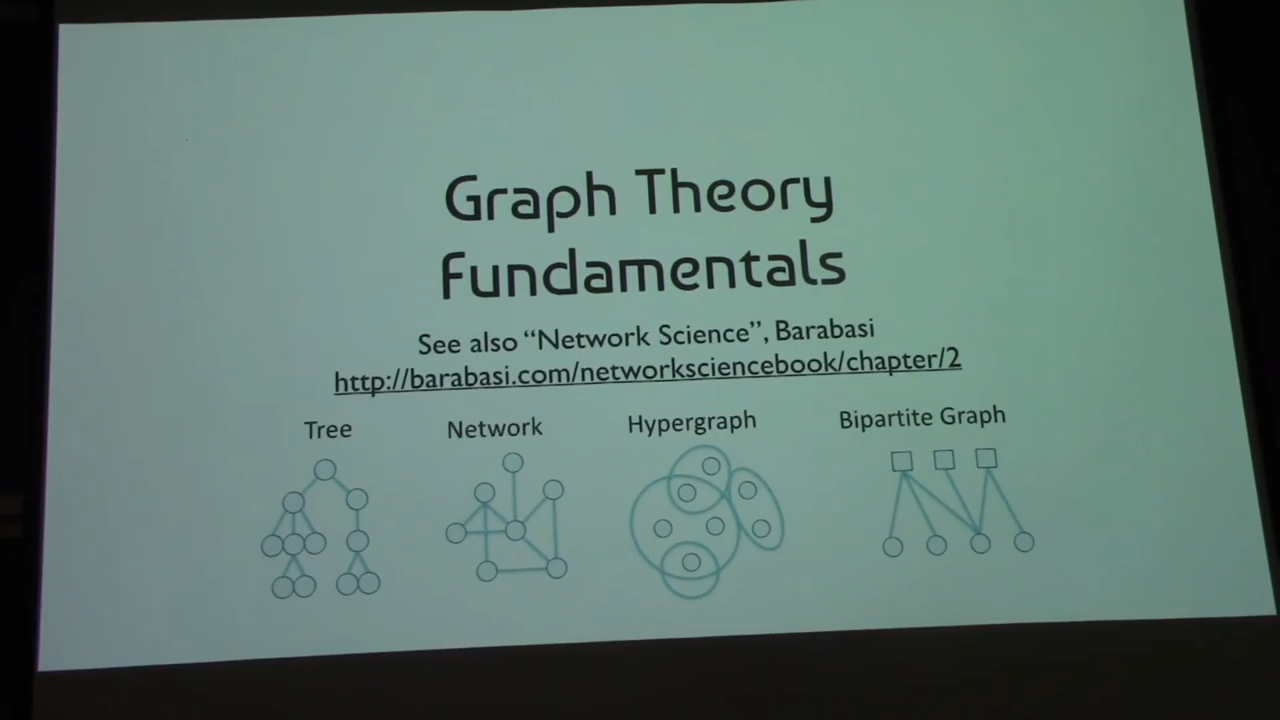 Graph Theory
Fundamentals
See also “Network Science”, Barabasi
http://barabasi.com/networksciencebook/chapter/2
Tree Network Hypergraph Bipartite Graph